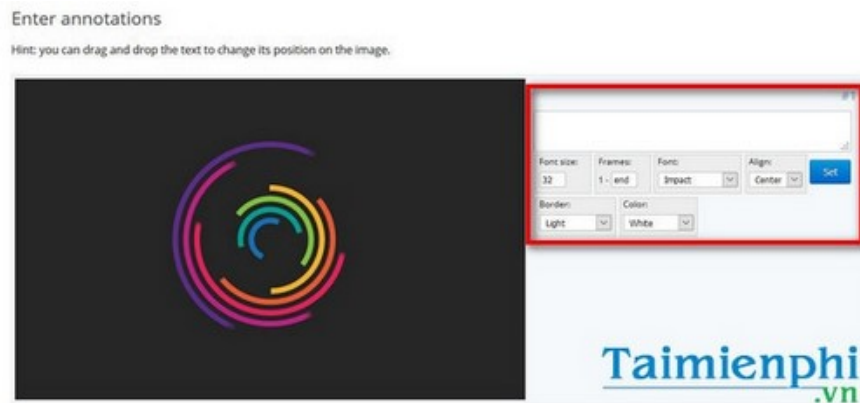 Enter annotations
Hint: you can drag and drop the text to change its position on the image.
#1
Font size: Frames: Font: Align:
32 1 - end Impact Center Set
Border: Color:
Light White
Taimienphi
.vn